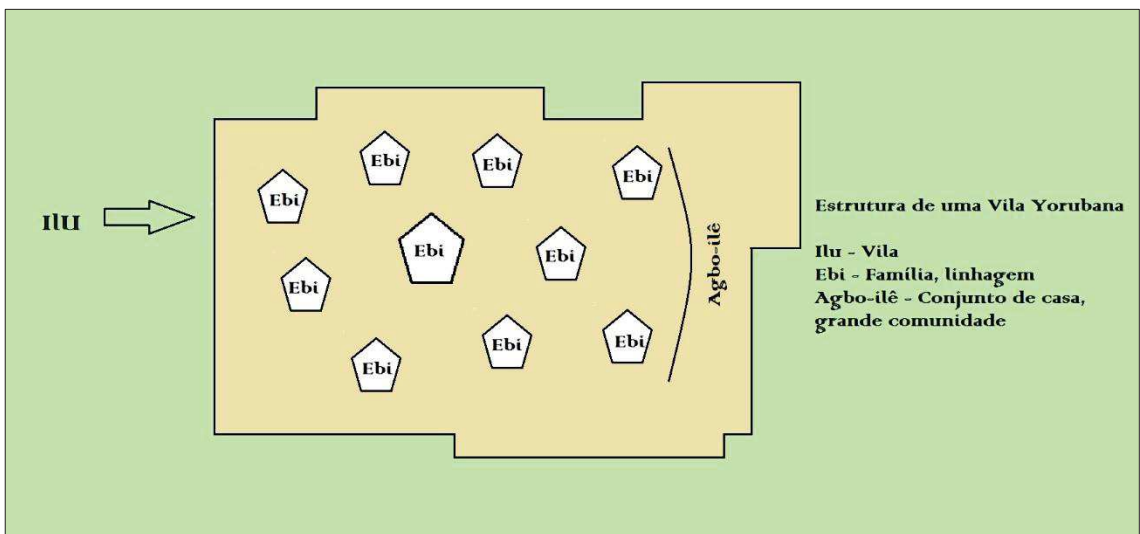 Ebi
Ebi
Ebi
Ebi
Ebi
IlU
Ebi
Ebi
Ebi
Ebi
Ebi
Ebi
Agbo-ilê
Estrutura de uma Vila Yorubana
Ilu - Vila
Ebi - Família, linhagem
Agbo-ilê - Conjunto de casa,
grande comunidade